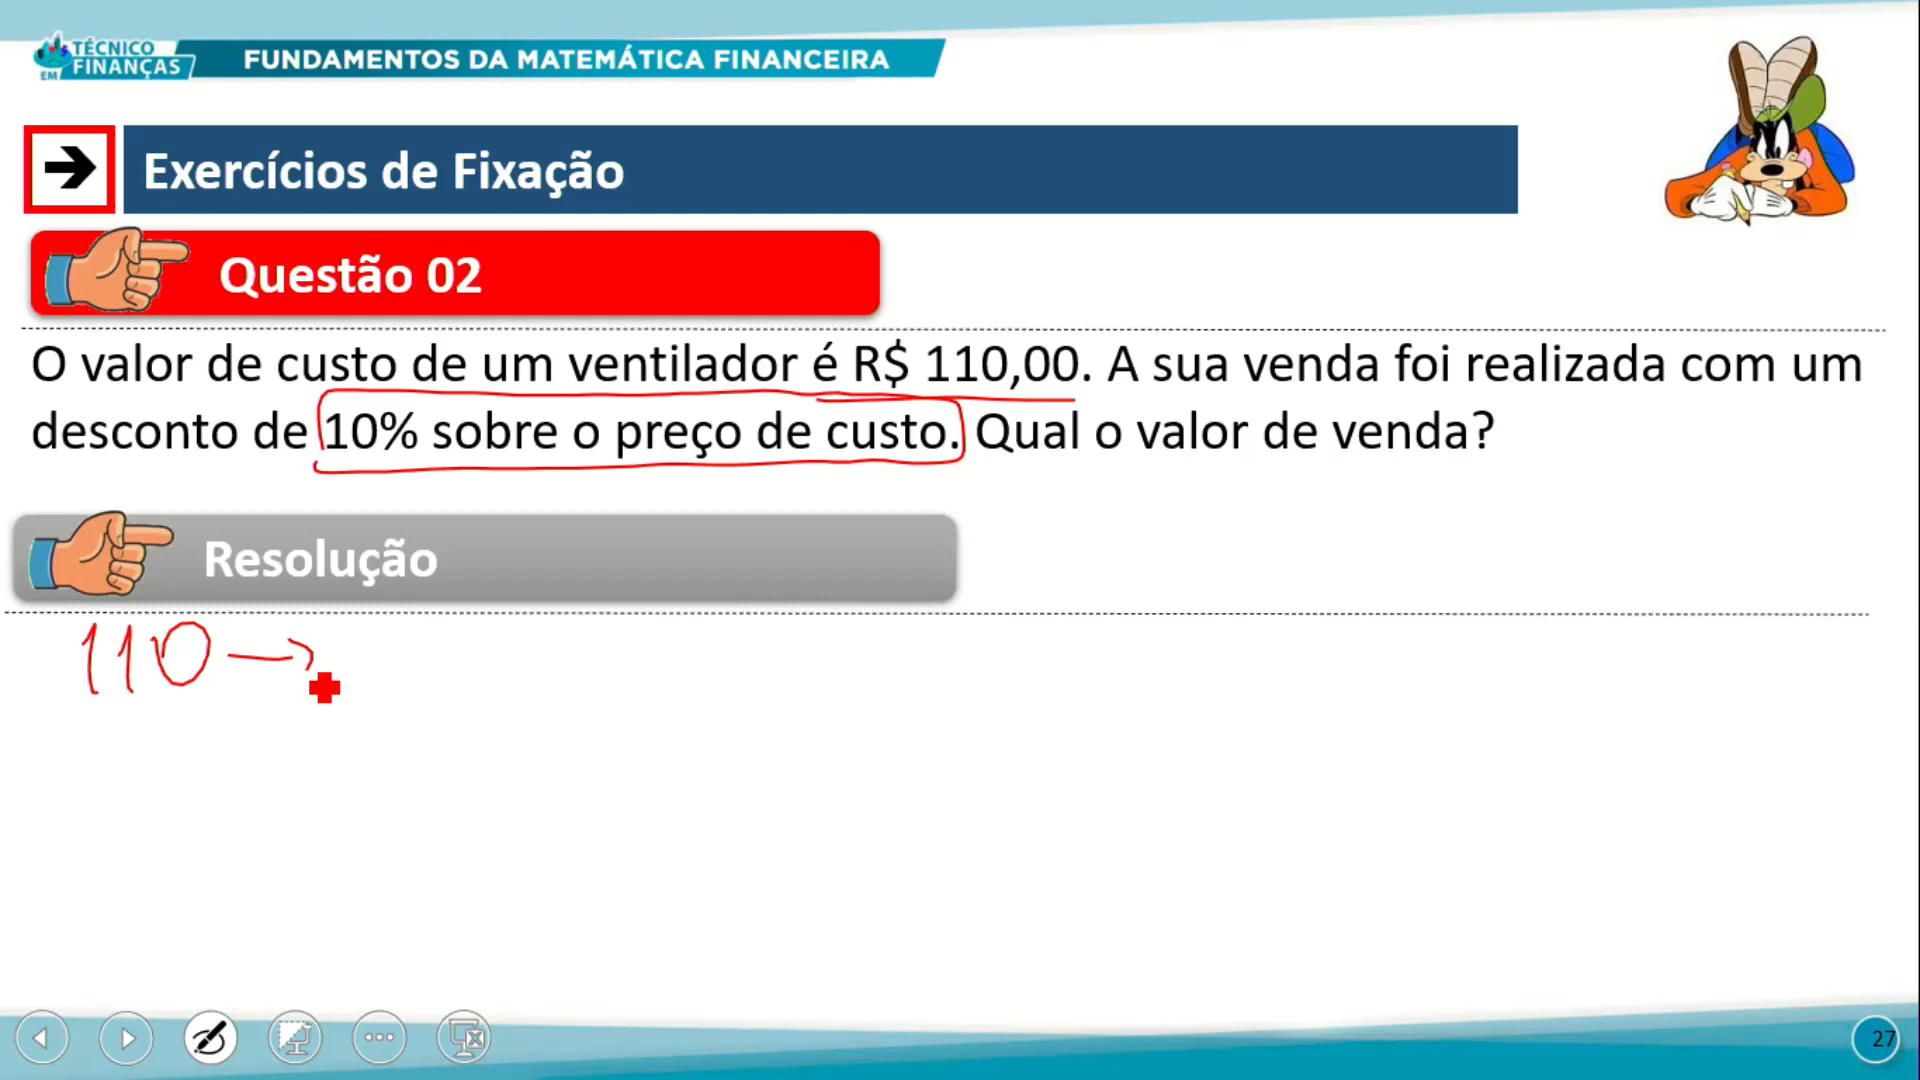 TÉCNICO
EM FINANÇAS
FUNDAMENTOS DA MATEMÁTICA FINANCEIRA
Exercícios de Fixação
Questão 02
O valor de custo de um ventilador é R$ 110,00. A sua venda foi realizada com um
desconto de 10% sobre o preço de custo. Qual o valor de venda?
Resolução
110 →
27